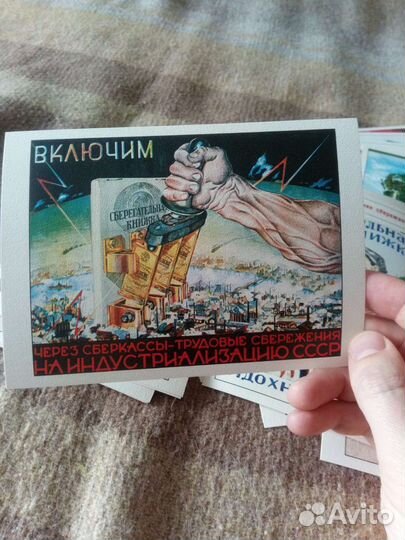 ВКЛЮЧИМ
СБЕРЕГАТЕЛЬНАЯ
КНИЖКА
ЧЕРЕЗ СБЕРКАССЫ-ТРУДОВЫЕ СБЕРЕЖЕНИЯ
НА ИНДУСТРИАЛИЗАЦИЮ СССР
Avito